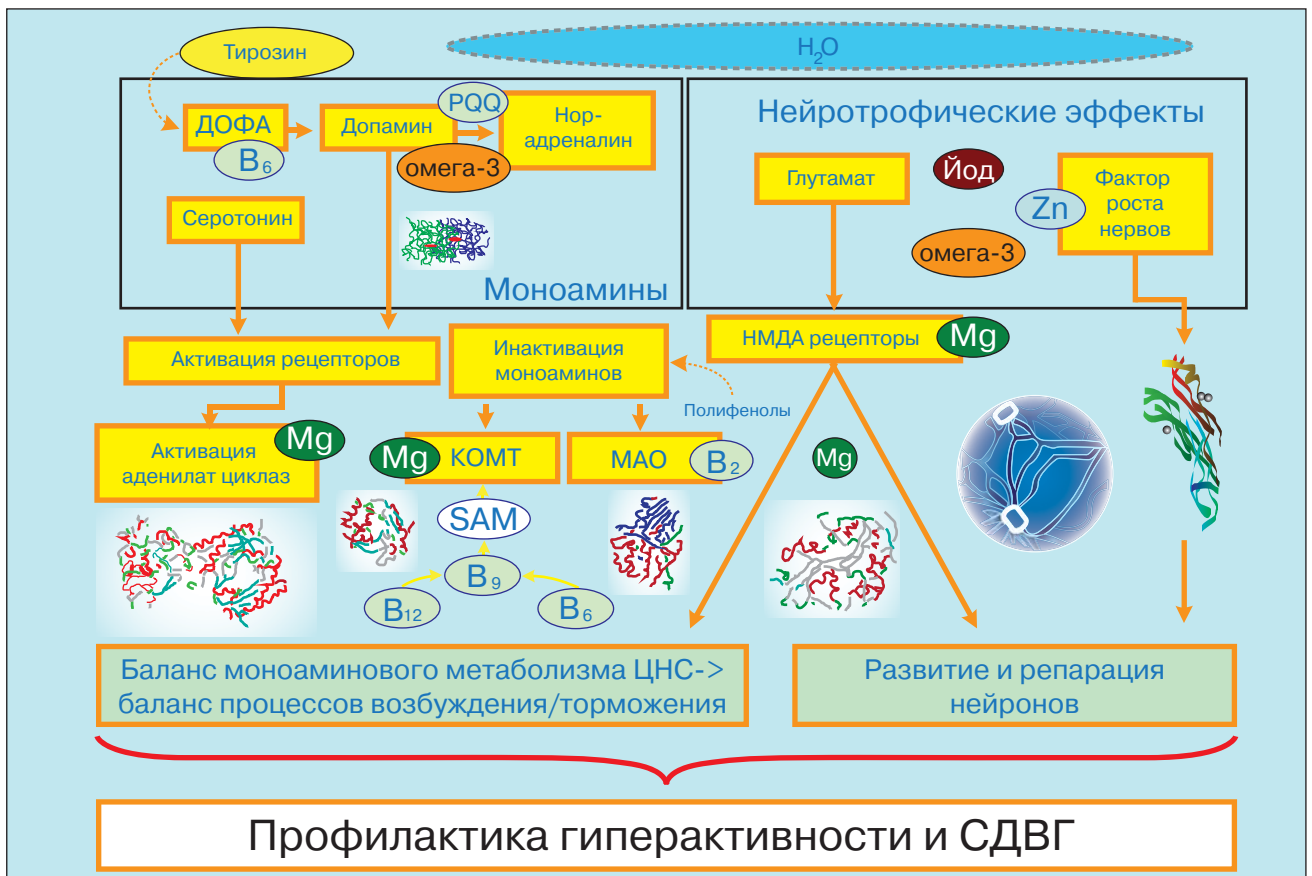 Тирозин
H2O
ДОФА
B6
Допамин
PQQ
омега-3
Нор-
адреналин
Серотонин
Моноамины
Нейротрофические эффекты
Глутамат
Йод
омега-3
Zn
Фактор
роста
нервов
Активация рецепторов
Инактивация
моноаминов
Полифенолы
НМДА рецепторы
Mg
Активация
аденилат циклаз
Mg
Mg
КОМТ
МАО
B2
Mg
SAM
B9
B12
B6
Баланс моноаминового метаболизма ЦНС->
баланс процессов возбуждения/торможения
Развитие и репарация
нейронов
Профилактика гиперактивности и СДВГ